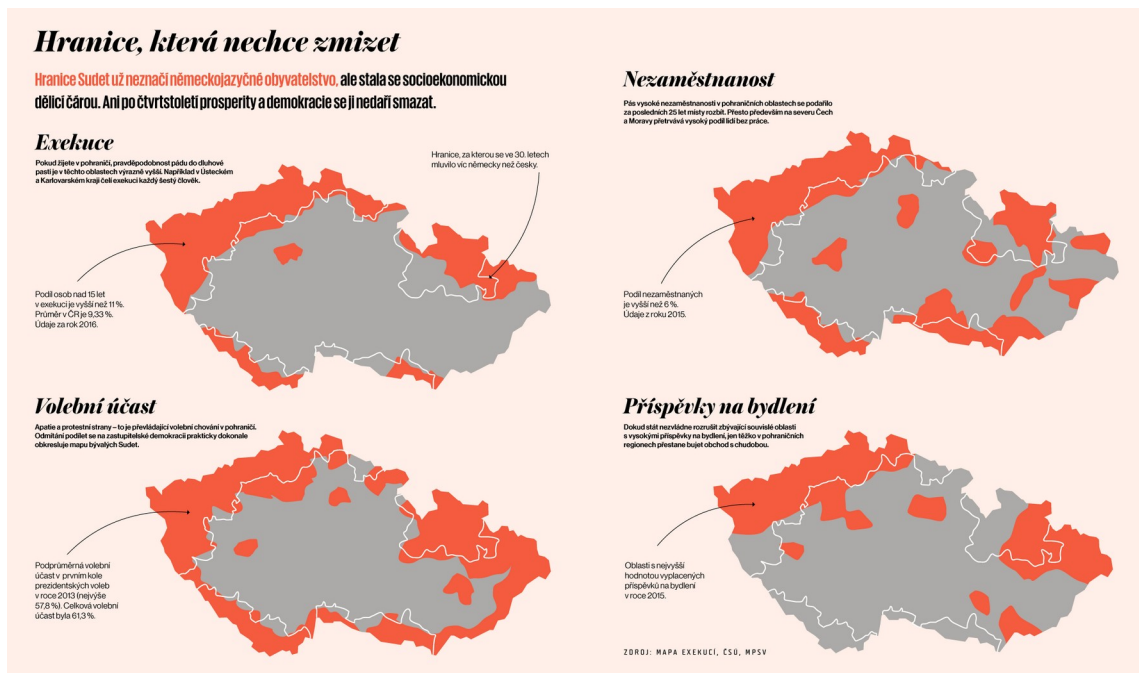 Hranice, která nechce zmizet
Hranice Sudet už neznačí německojazyčné obyvatelstvo, ale stala se socioekonomickou
dělicí čárou. Ani po čtvrtstoletí prosperity a demokracie se ji nedaří smazat.
Exekuce
Pokud žijete v pohraničí, pravděpodobnost pádu do dluhové
pasti je v těchto oblastech výrazně vyšší. Například v Ústeckém
a Karlovarském kraji čelí exekuci každý šestý člověk.
Hranice, za kterou se ve 30. letech
mluvilo víc německy než česky.
Podíl osob nad 15 let
v exekuci je vyšší než 11 %.
Průměr v ČR je 9,33 %.
Údaje za rok 2016.
Nezaměstnanost
Pás vysoké nezaměstnanosti v pohraničních oblastech se podařilo
za posledních 25 let místy rozbít. Přesto především na severu Čech
a Moravy přetrvává vysoký podíl lidí bez práce.
Podíl nezaměstnaných
je vyšší než 6 %.
Údaje z roku 2015.
Volební účast
Apatie a protestní strany – to je převládající volební chování v pohraničí.
Odmítání podílet se na zastupitelské demokracii prakticky dokonale
obkresluje mapu bývalých Sudet.
Podprůměrná volební
účast v prvním kole
prezidentských voleb
v roce 2013 (nejvýše
57,8 %). Celková volební
účast byla 61,3 %.
Příspěvky na bydlení
Dokud stát nezvládne rozrušit zbývající souvislé oblasti
s vysokými příspěvky na bydlení, jen těžko v pohraničních
regionech přestane bujet obchod s chudobou.
Oblasti s nejvyšší
hodnotou vyplacených
příspěvků na bydlení
v roce 2015.
ZDROJ: MAPA EXEKUCÍ, ČSÚ, MPSV